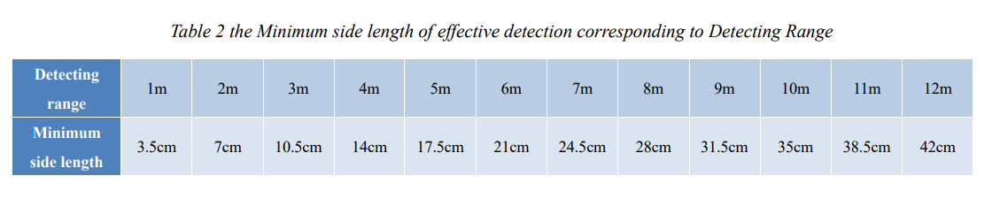 Table 2 the Minimum side length of effective detection corresponding to Detecting Range
Detecting range 1m 2m 3m 4m 5m 6m 7m 8m 9m 10m 11m 12m
Minimum side length 3.5cm 7cm 10.5cm 14cm 17.5cm 21cm 24.5cm 28cm 31.5cm 35cm 38.5cm 42cm